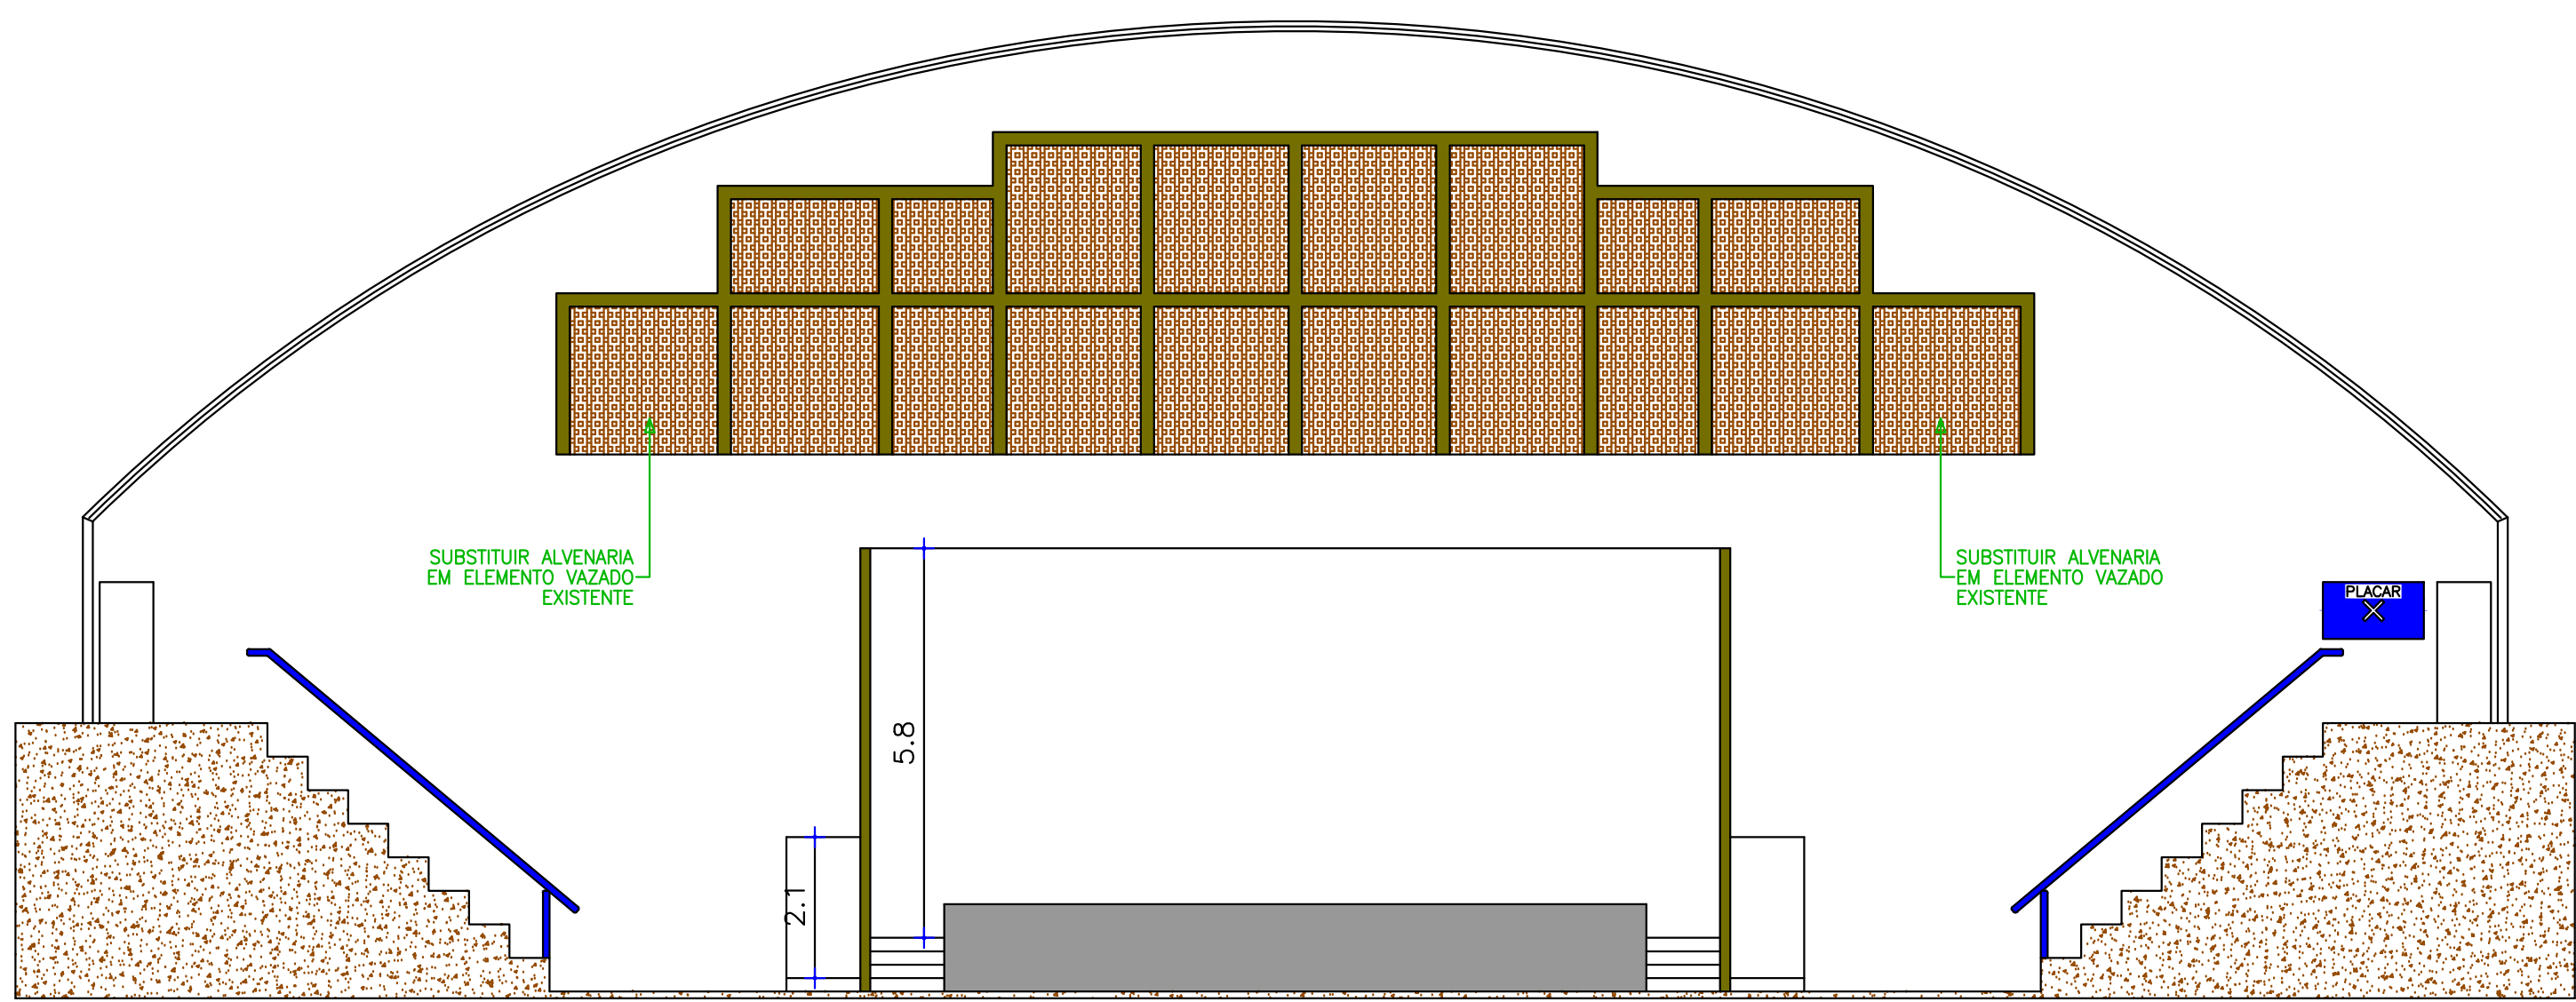 SUBSTITUIR ALVENARIA
EM ELEMENTO VAZADO
EXISTENTE
SUBSTITUIR ALVENARIA
EM ELEMENTO VAZADO
EXISTENTE
PLACAR
5.8
2.1